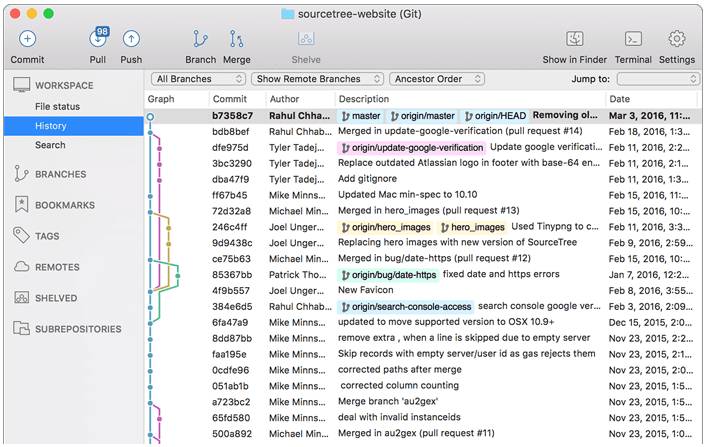 sourcetree-website (Git)
98
Commit Pull Push Branch Merge Shelve Show in Finder Terminal Settings
All Branches Show Remote Branches Ancestor Order Jump to:
WORKSPACE
File status
History
Search
BRANCHES
BOOKMARKS
TAGS
REMOTES
SHELVED
SUBREPOSITORIES
Graph Commit Author Description Date
b7358c7 Rahul Chha... master origin/master origin/HEAD Removing ol... Mar 3, 2016, 11:...
bdb8bef Rahul Chhab... Merged in update-google-verification (pull request #14) Feb 18, 2016, 1:3...
dfe975d Tyler Tadej... origin/update-google-verification Update google verificati... Feb 11, 2016, 2:2...
3bc3290 Tyler Tadej... Replace outdated Atlassian logo in footer with base-64 en... Feb 11, 2016, 2:1...
dba47f9 Tyler Tadej... Add gitignore Feb 11, 2016, 1:3...
ff67b45 Mike Minns... Updated Mac min-spec to 10.10 Feb 15, 2016, 11:...
72d32a8 Michael Min... Merged in hero_images (pull request #13) Feb 15, 2016, 10:...
246c4ff Joel Unger... origin/hero_images hero_images Used Tinypng to c... Feb 11, 2016, 3:3...
9d9438c Joel Unger... Replacing hero images with new version of SourceTree Feb 9, 2016, 2:59...
ce75b63 Michael Min... Merged in bug/date-https (pull request #12) Feb 15, 2016, 10:...
85367bb Patrick Tho... origin/bug/date-https fixed date and https errors Jan 7, 2016, 12:2...
4f9b557 Joel Unger... New Favicon Feb 8, 2016, 3:55...
384e6d5 Rahul Chhab... origin/search-console-access search console google ver... Feb 3, 2016, 2:09...
6fa47a9 Mike Minns... updated to move supported version to OSX 10.9+ Dec 15, 2015, 2:0...
8dd87bb Mike Minns... remove extra , when a line is skipped due to empty server Nov 23, 2015, 2:2...
faa195e Mike Minns... Skip records with empty server/user id as gas rejects them Nov 23, 2015, 2:1...
0cdfe96 Mike Minns... corrected paths after merge Nov 23, 2015, 2:0...
051ab1b Mike Minns... corrected column counting Nov 23, 2015, 1:5...
a723bc2 Mike Minns... Merge branch 'au2gex' Nov 23, 2015, 1:5...
65fd580 Mike Minns... deal with invalid instanceids Nov 23, 2015, 1:5...
500a892 Michael Min... Merged in au2gex (pull request #11) Nov 23, 2015, 1:0...